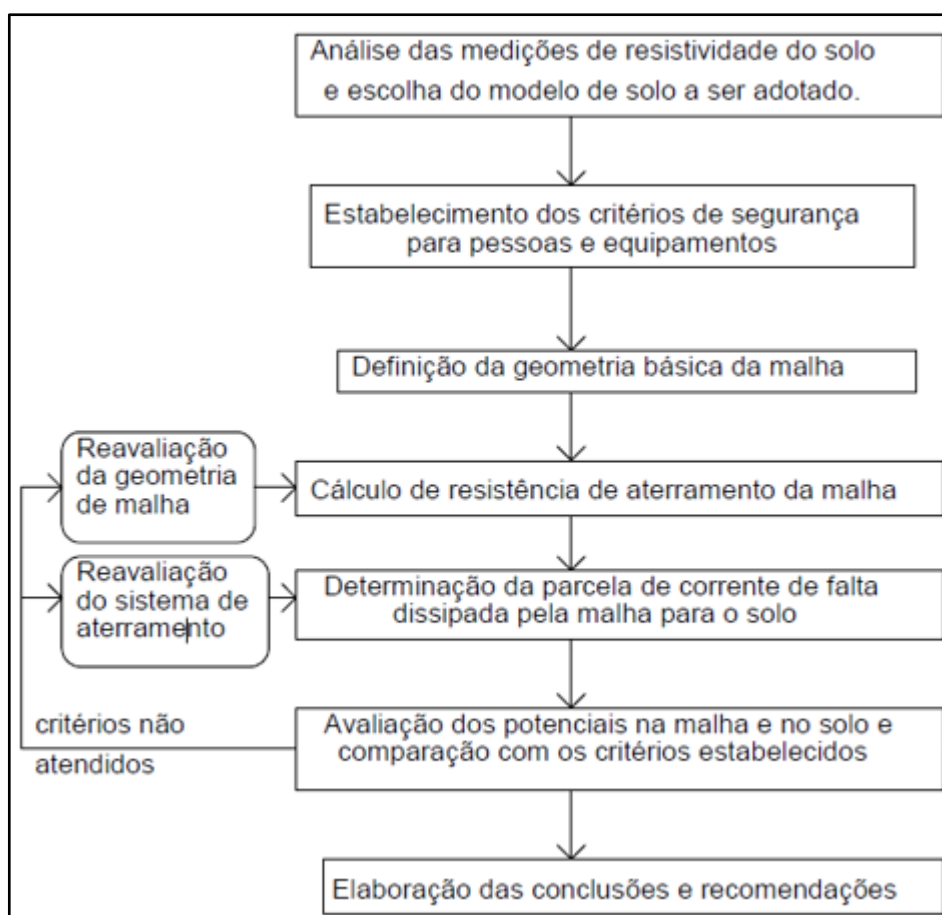 Análise das medições de resistividade do solo
e escolha do modelo de solo a ser adotado.
Estabelecimento dos critérios de segurança
para pessoas e equipamentos
Definição da geometria básica da malha
Reavaliação
da geometria
de malha
Cálculo de resistência de aterramento da malha
Reavaliação
do sistema de
aterramento
Determinação da parcela de corrente de falta
dissipada pela malha para o solo
critérios não
atendidos
Avaliação dos potenciais na malha e no solo e
comparação com os critérios estabelecidos
Elaboração das conclusões e recomendações